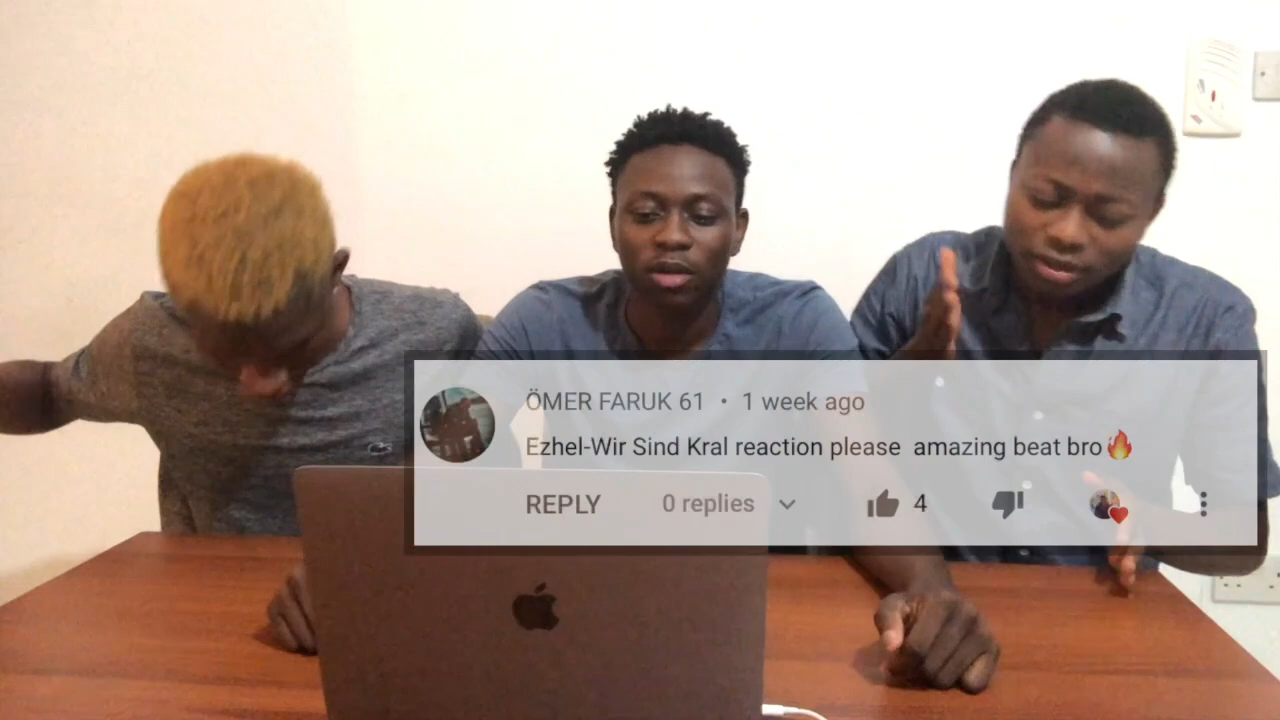 ÖMER FARUK 61 • 1 week ago
Ezhel-Wir Sind Kral reaction please  amazing beat bro🔥
REPLY 0 replies 4